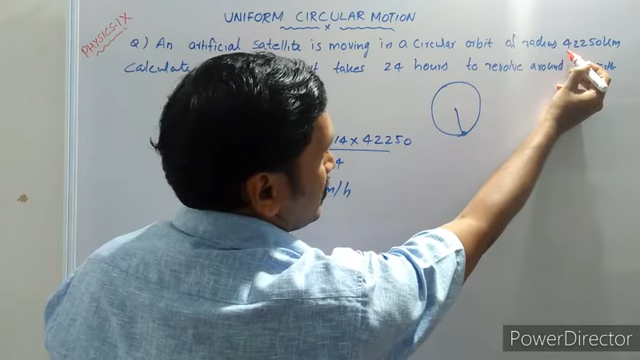 UNIFORM CIRCULAR MOTION
PHYSICS-IX
Q) An artificial satellite is moving in a circular orbit of radius 42250km
Calculate takes 24 hours to revolve around
14 x 42250
4
m/h
PowerDirector